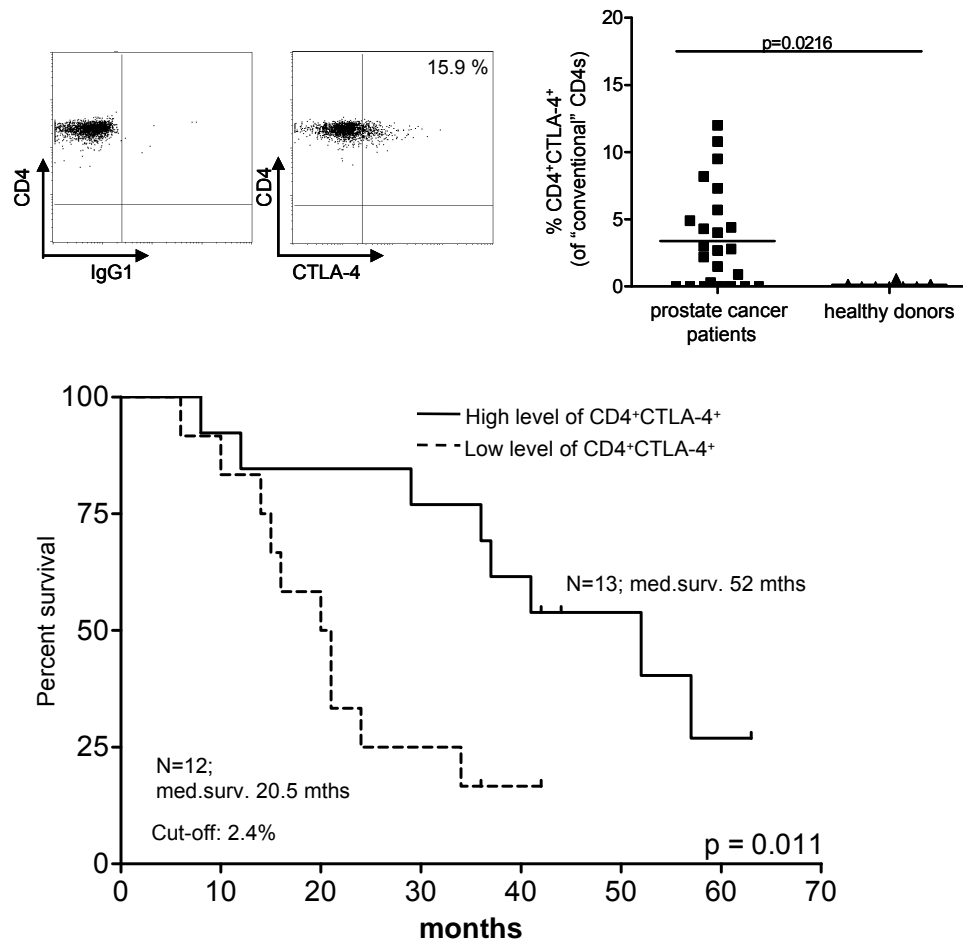 15.9 %
CD4
IgG1
CD4
CTLA-4
20
15
10
5
0
% CD4⁺CTLA-4⁺
(of “conventional” CD4s)
p=0.0216
prostate cancer
patients
healthy donors
100
75
50
25
0
Percent survival
High level of CD4⁺CTLA-4⁺
Low level of CD4⁺CTLA-4⁺
N=13; med.surv. 52 mths
N=12;
med.surv. 20.5 mths
Cut-off: 2.4%
p = 0.011
0 10 20 30 40 50 60 70
months